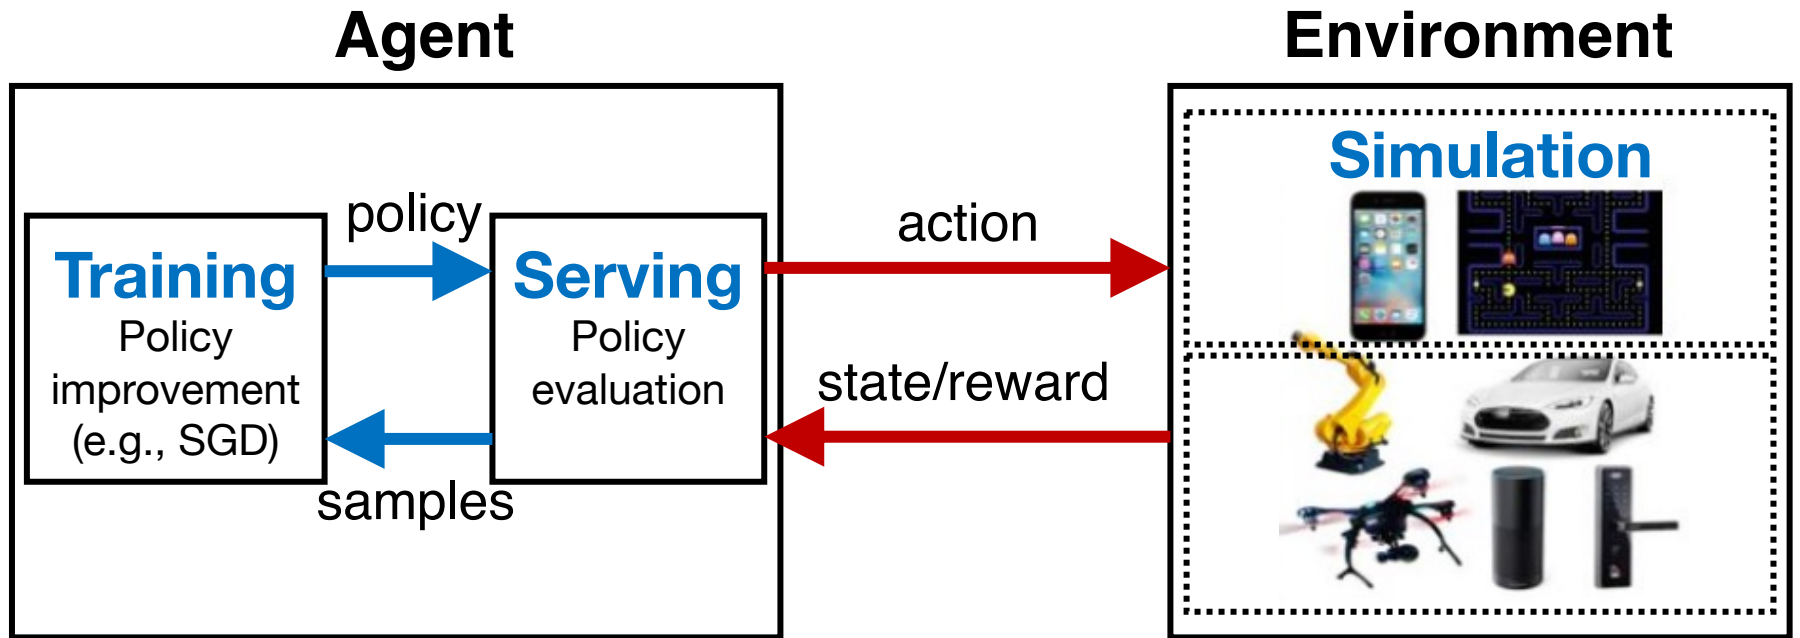 Agent
Environment
Simulation
policy
action
Training
Policy
improvement
(e.g., SGD)
Serving
Policy
evaluation
state/reward
samples